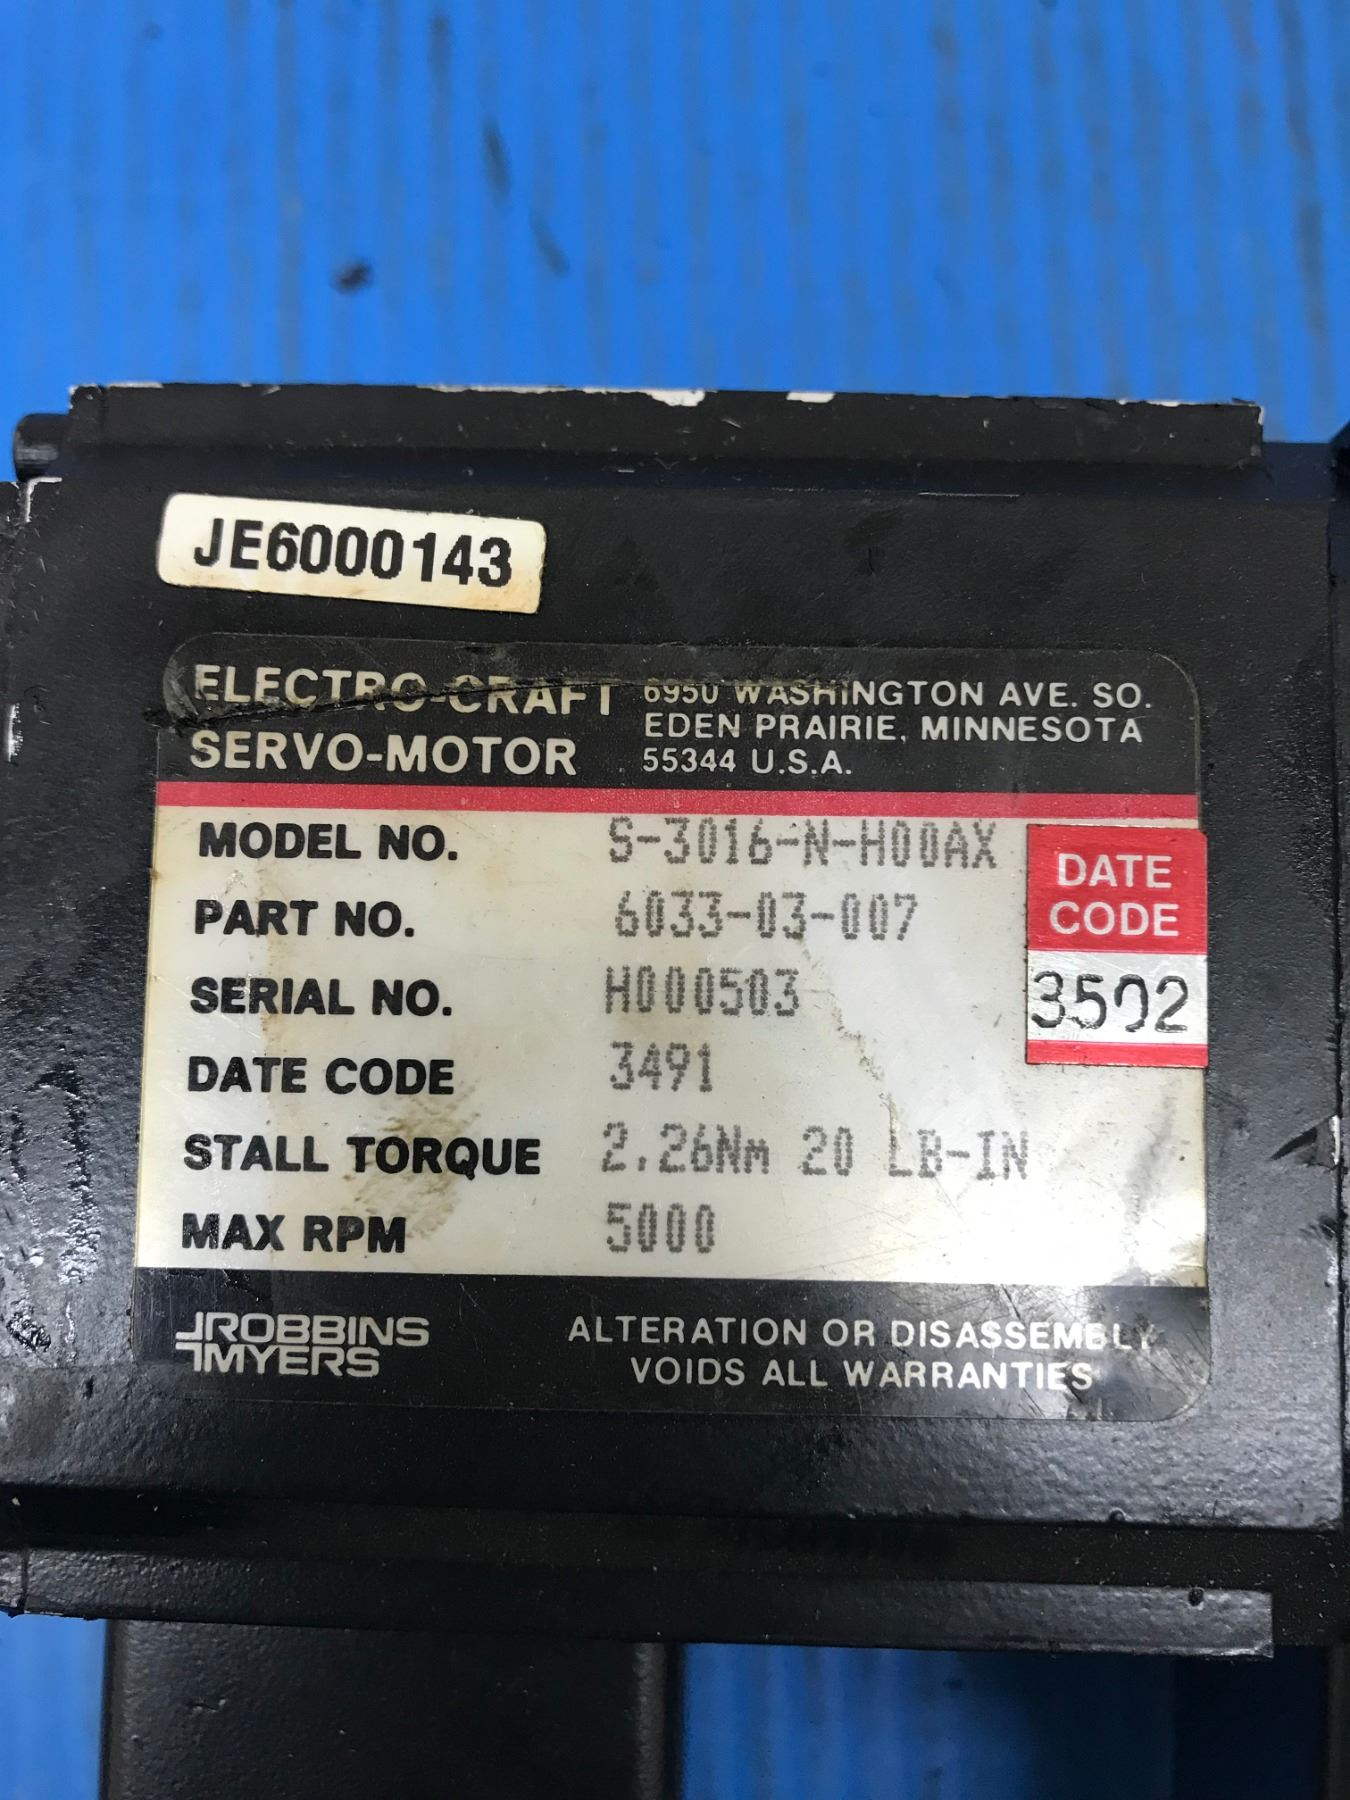 JE6000143
ELECTRO-CRAFT
SERVO-MOTOR
6950 WASHINGTON AVE. SO.
EDEN PRAIRIE, MINNESOTA
55344 U.S.A.
MODEL NO. S-3016-N-H00AX
PART NO. 6033-03-007
SERIAL NO. H000503
DATE CODE 3491
STALL TORQUE 2.26Nm 20 LB-IN
MAX RPM 5000
DATE
CODE
3502
ROBBINS
MYERS
ALTERATION OR DISASSEMBLY
VOIDS ALL WARRANTIES